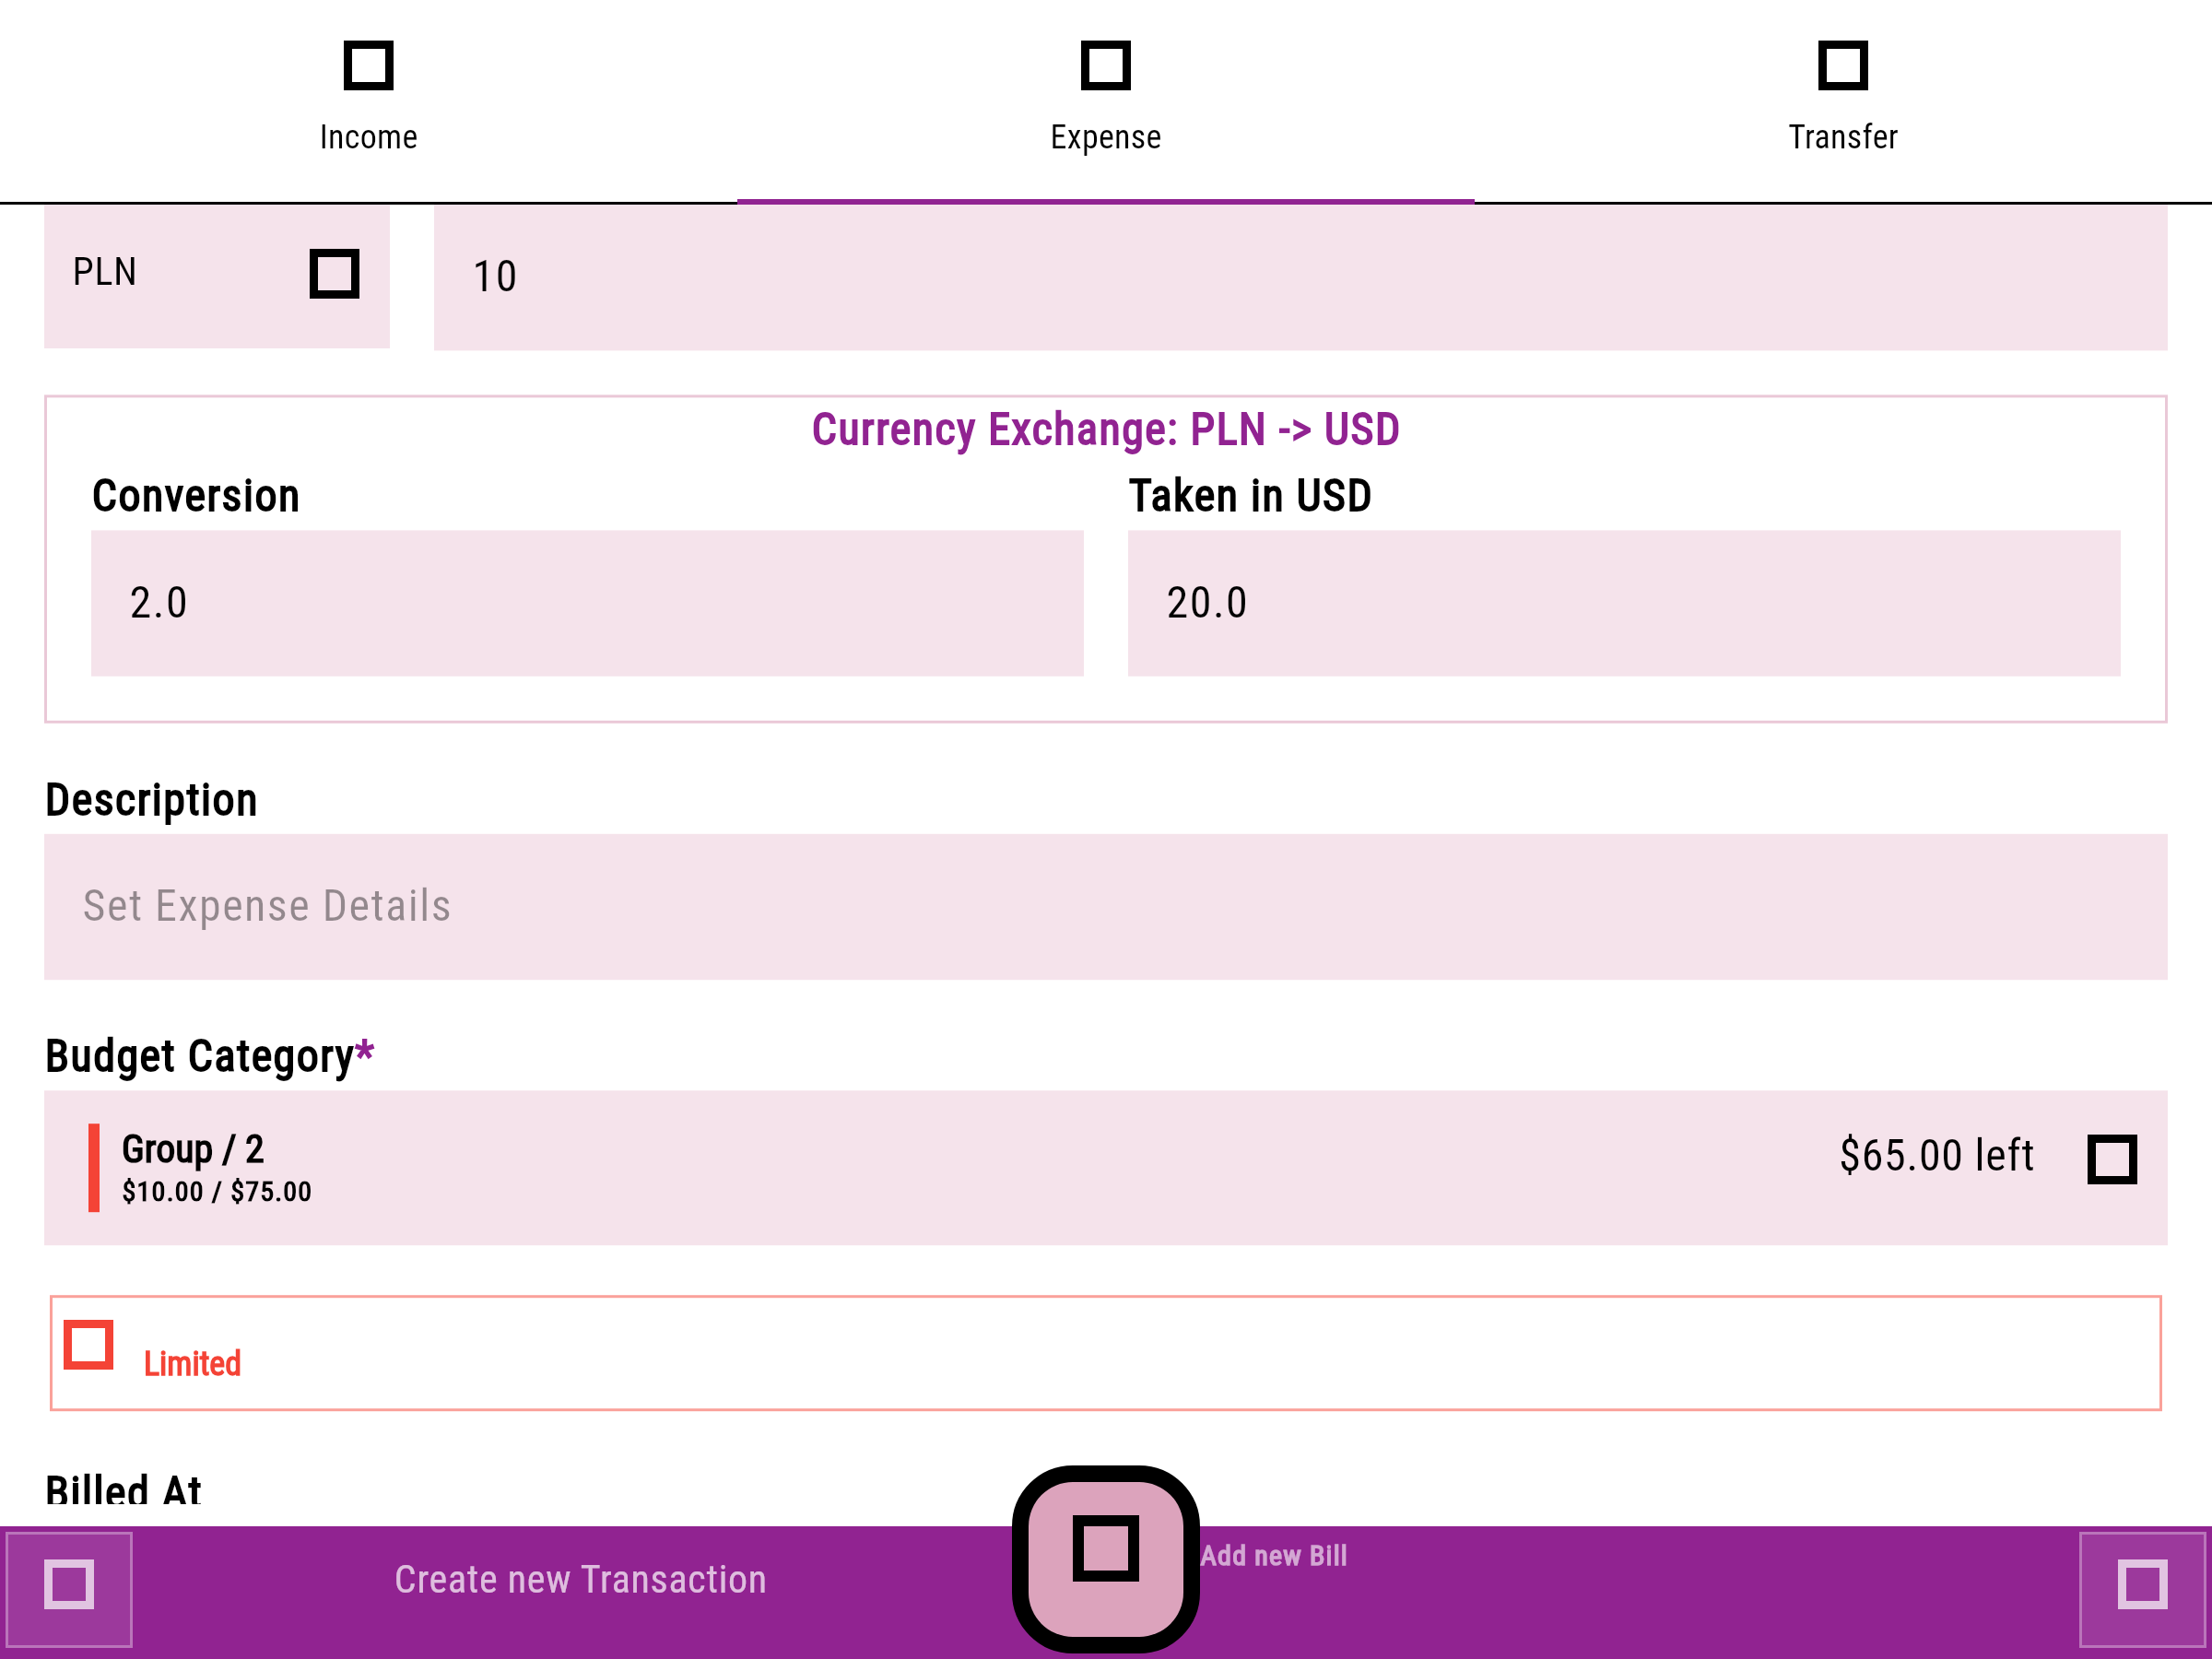 Income
Expense
Transfer
PLN
10
Currency Exchange: PLN -> USD
Conversion
Taken in USD
2.0
20.0
Description
Set Expense Details
Budget Category*
Group / 2
$10.00 / $75.00
$65.00 left
Limited
Billed At
Create new Transaction
Add new Bill